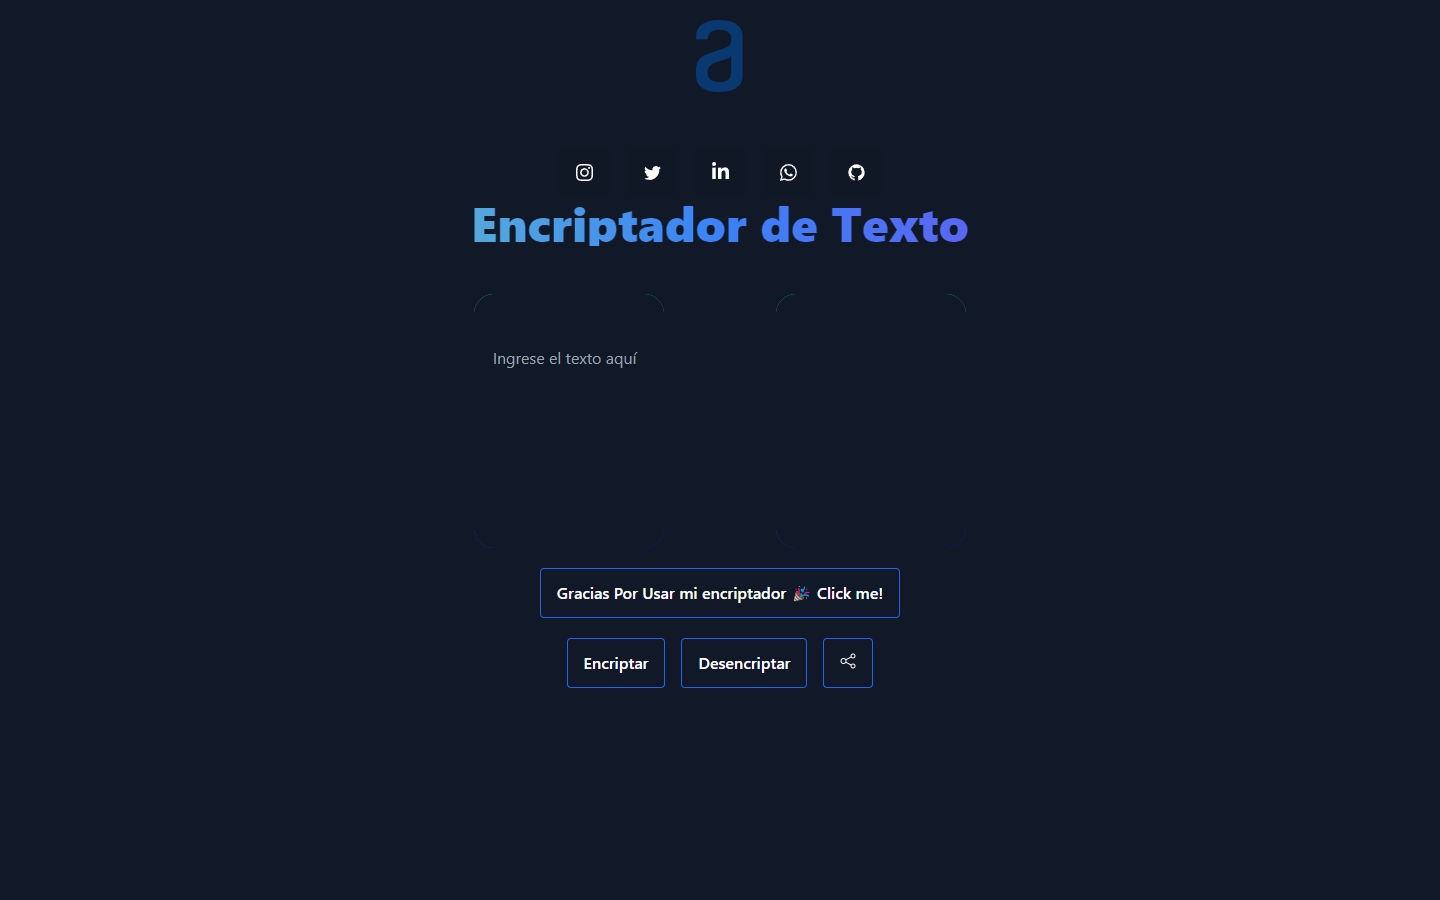 a
Encriptador de Texto
Ingrese el texto aquí
Gracias Por Usar mi encriptador 🎉 Click me!
Encriptar Desencriptar